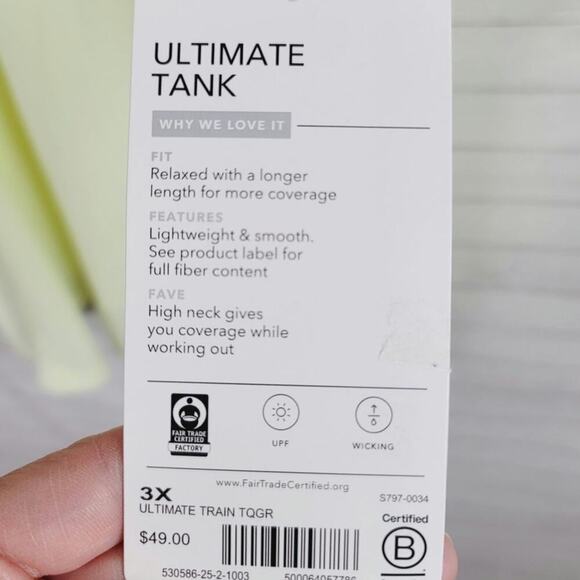 ULTIMATE
TANK
WHY WE LOVE IT
FIT
Relaxed with a longer
length for more coverage
FEATURES
Lightweight & smooth.
See product label for
full fiber content
FAVE
High neck gives
you coverage while
working out
FAIR TRADE
CERTIFIED
FACTORY
UPF
WICKING
www.FairTradeCertified.org
3X
S797-0034
ULTIMATE TRAIN TQGR
$49.00
Certified
B
530586-25-2-1003